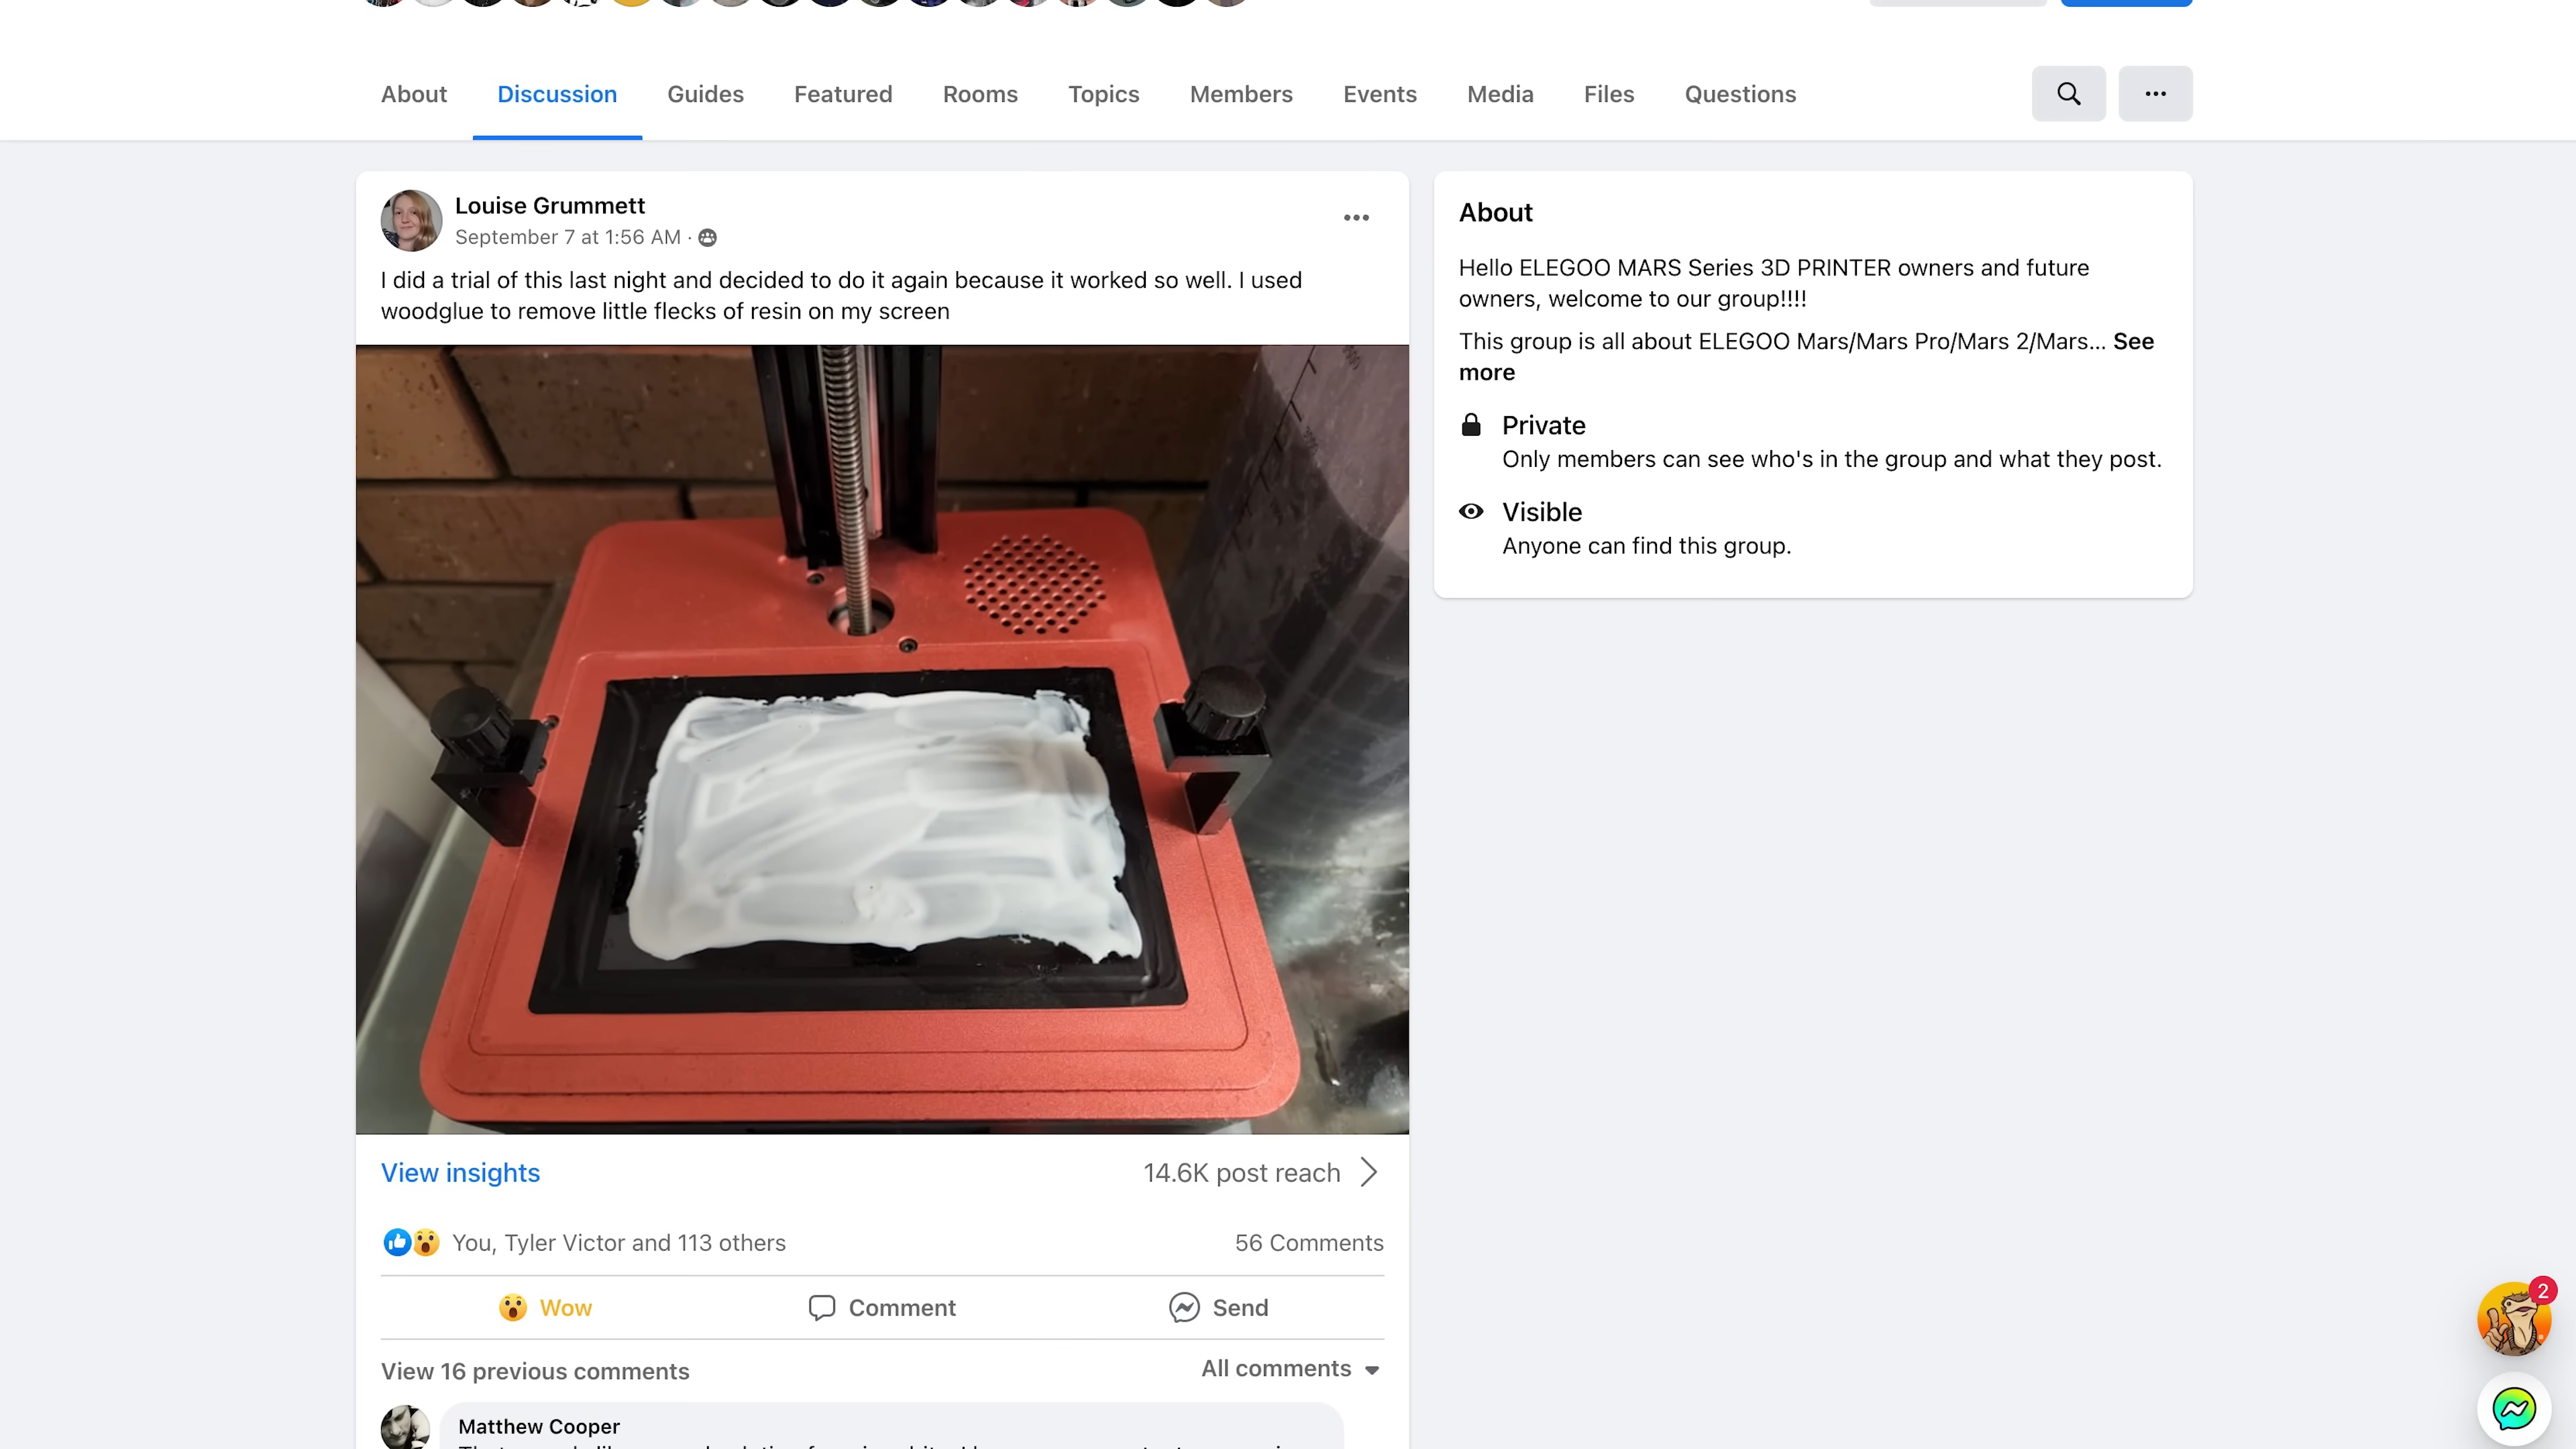 About Discussion Guides Featured Rooms Topics Members Events Media Files Questions
Louise Grummett
September 7 at 1:56 AM ·
I did a trial of this last night and decided to do it again because it worked so well. I used
woodglue to remove little flecks of resin on my screen
View insights 14.6K post reach
You, Tyler Victor and 113 others 56 Comments
Wow Comment Send
View 16 previous comments All comments
Matthew Cooper
About
Hello ELEGOO MARS Series 3D PRINTER owners and future
owners, welcome to our group!!!!
This group is all about ELEGOO Mars/Mars Pro/Mars 2/Mars... See
more
Private
Only members can see who's in the group and what they post.
Visible
Anyone can find this group.
2